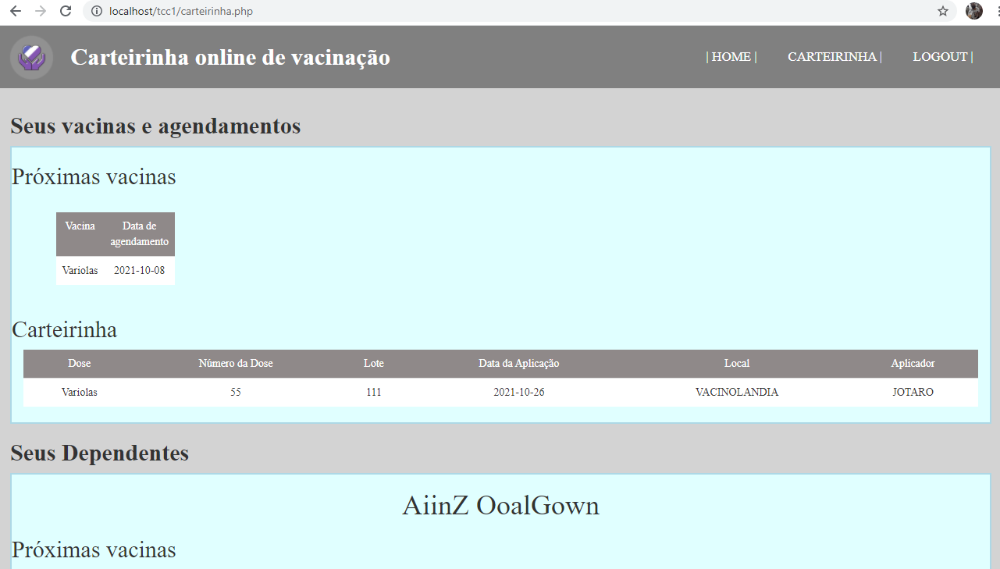 localhost/tcc1/carteirinha.php
Carteirinha online de vacinação
| HOME | CARTEIRINHA | LOGOUT |
Seus vacinas e agendamentos
Próximas vacinas
Vacina Data de agendamento
Variolas 2021-10-08
Carteirinha
Dose Número da Dose Lote Data da Aplicação Local Aplicador
Variolas 55 111 2021-10-26 VACINOLANDIA JOTARO
Seus Dependentes
AiinZ OoalGown
Próximas vacinas